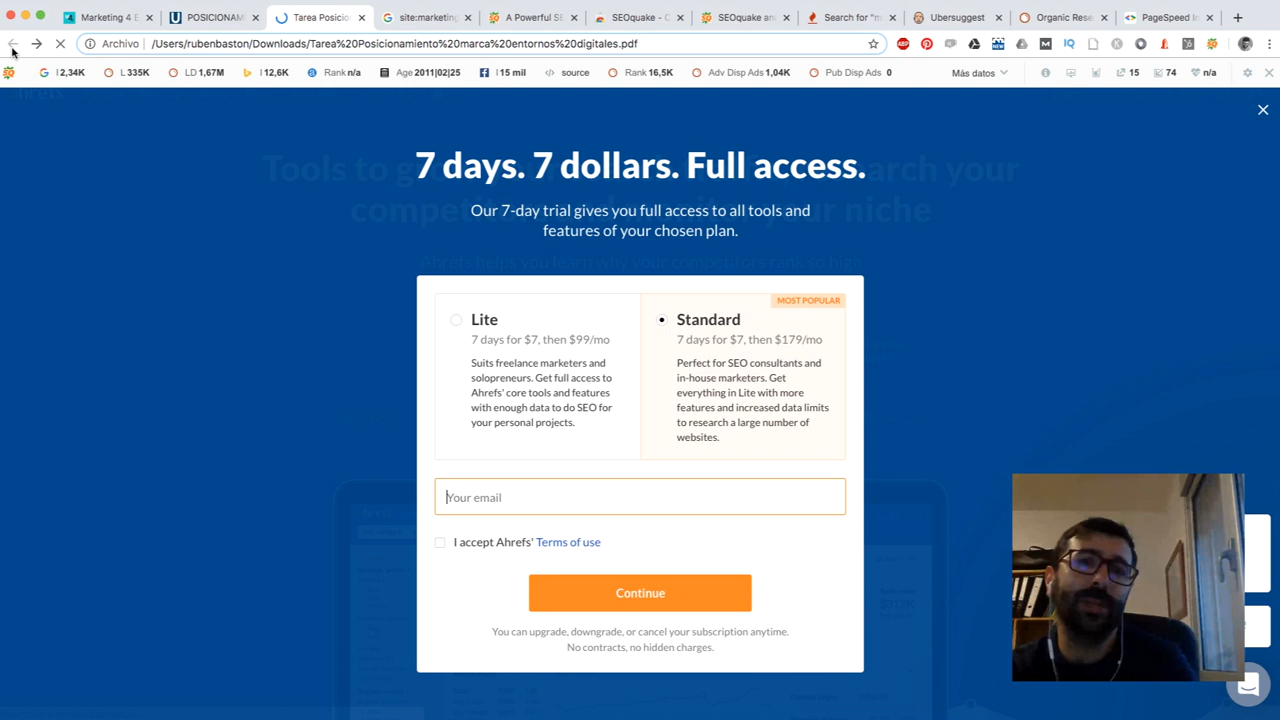 Marketing 4 E
POSICIONAM
Tarea Posicio
site:marketing
A Powerful SE
SEOquake - C
SEOquake and
Search for "m
Ubersuggest
Organic Rese
PageSpeed In
Archivo /Users/rubenbaston/Downloads/Tarea%20Posicionamiento%20marca%20entornos%20digitales.pdf
I 2,34K
L 335K
LD 1,67M
I 12,6K
Rank n/a
Age 2011|02|25
I 15 mil
source
Rank 16,5K
Adv Disp Ads 1,04K
Pub Disp Ads 0
Más datos
15
74
n/a
7 days. 7 dollars. Full access.
Our 7-day trial gives you full access to all tools and
features of your chosen plan.
MOST POPULAR
Lite
7 days for $7, then $99/mo
Suits freelance marketers and
solopreneurs. Get full access to
Ahrefs' core tools and features
with enough data to do SEO for
your personal projects.
Standard
7 days for $7, then $179/mo
Perfect for SEO consultants and
in-house marketers. Get
everything in Lite with more
features and increased data limits
to research a large number of
websites.
Your email
I accept Ahrefs' Terms of use
Continue
You can upgrade, downgrade, or cancel your subscription anytime.
No contracts, no hidden charges.